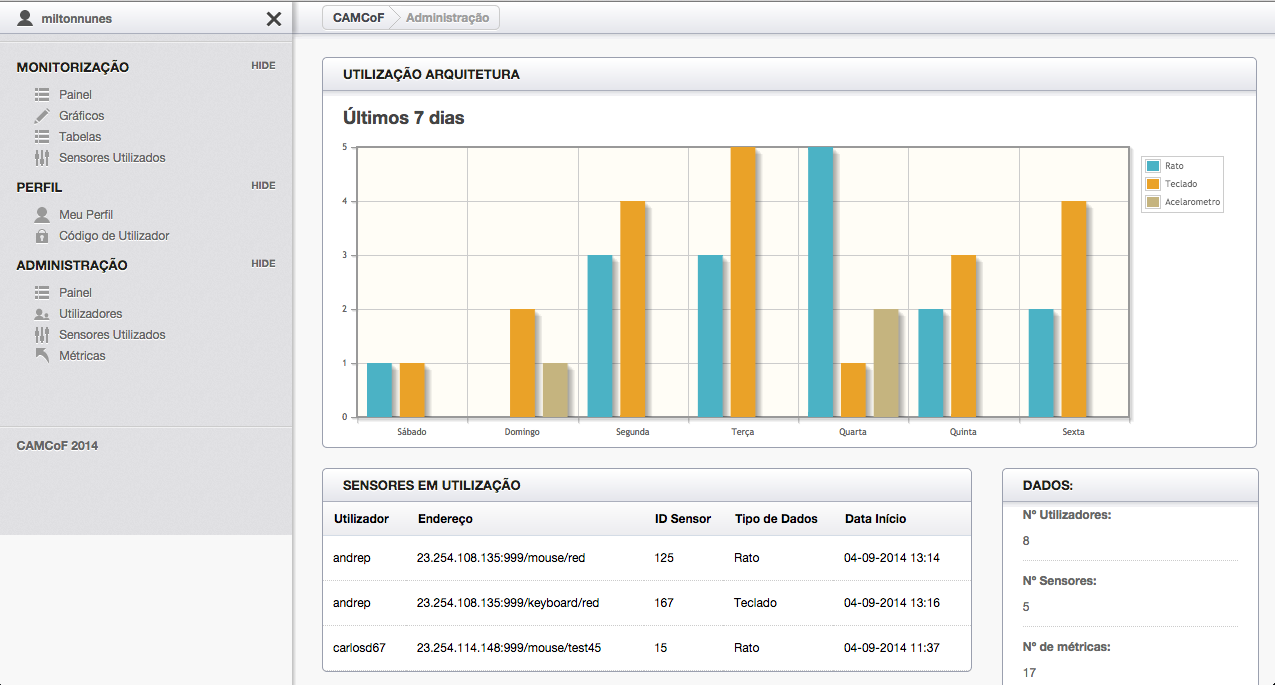 miltonnunes
CAMCoF Administração
MONITORIZAÇÃO HIDE
Painel
Gráficos
Tabelas
Sensores Utilizados
PERFIL HIDE
Meu Perfil
Código de Utilizador
ADMINISTRAÇÃO HIDE
Painel
Utilizadores
Sensores Utilizados
Métricas
CAMCoF 2014
UTILIZAÇÃO ARQUITETURA
Últimos 7 dias
5
4
3
2
1
0
Sábado Domingo Segunda Terça Quarta Quinta Sexta
Rato
Teclado
Acelarometro
SENSORES EM UTILIZAÇÃO
Utilizador Endereço ID Sensor Tipo de Dados Data Início
andrep 23.254.108.135:999/mouse/red 125 Rato 04-09-2014 13:14
andrep 23.254.108.135:999/keyboard/red 167 Teclado 04-09-2014 13:16
carlosd67 23.254.114.148:999/mouse/test45 15 Rato 04-09-2014 11:37
DADOS:
Nº Utilizadores:
8
Nº Sensores:
5
Nº de métricas:
17